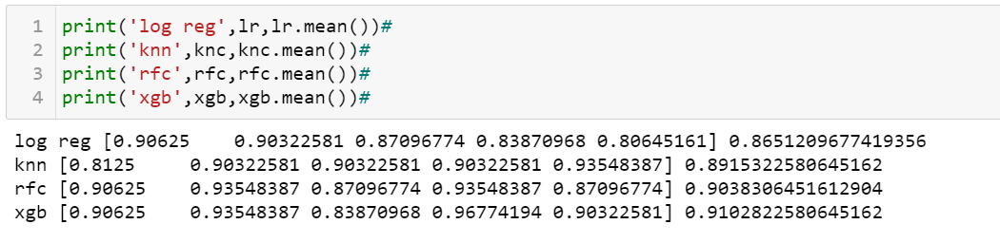 1 print('log reg',lr,lr.mean())#
2 print('knn',knc,knc.mean())#
3 print('rfc',rfc,rfc.mean())#
4 print('xgb',xgb,xgb.mean())#
log reg [0.90625    0.90322581 0.87096774 0.83870968 0.80645161] 0.8651209677419356
knn [0.8125     0.90322581 0.90322581 0.90322581 0.93548387] 0.8915322580645162
rfc [0.90625    0.93548387 0.87096774 0.93548387 0.87096774] 0.9038306451612904
xgb [0.90625    0.93548387 0.83870968 0.96774194 0.90322581] 0.9102822580645162